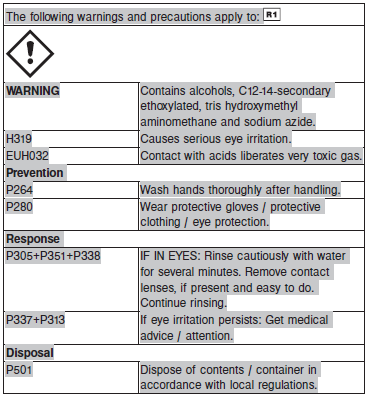 The following warnings and precautions apply to: R1
WARNING Contains alcohols, C12-14-secondary
ethoxylated, tris hydroxymethyl
aminomethane and sodium azide.
H319 Causes serious eye irritation.
EUH032 Contact with acids liberates very toxic gas.
Prevention
P264 Wash hands thoroughly after handling.
P280 Wear protective gloves / protective
clothing / eye protection.
Response
P305+P351+P338 IF IN EYES: Rinse cautiously with water
for several minutes. Remove contact
lenses, if present and easy to do.
Continue rinsing.
P337+P313 If eye irritation persists: Get medical
advice / attention.
Disposal
P501 Dispose of contents / container in
accordance with local regulations.